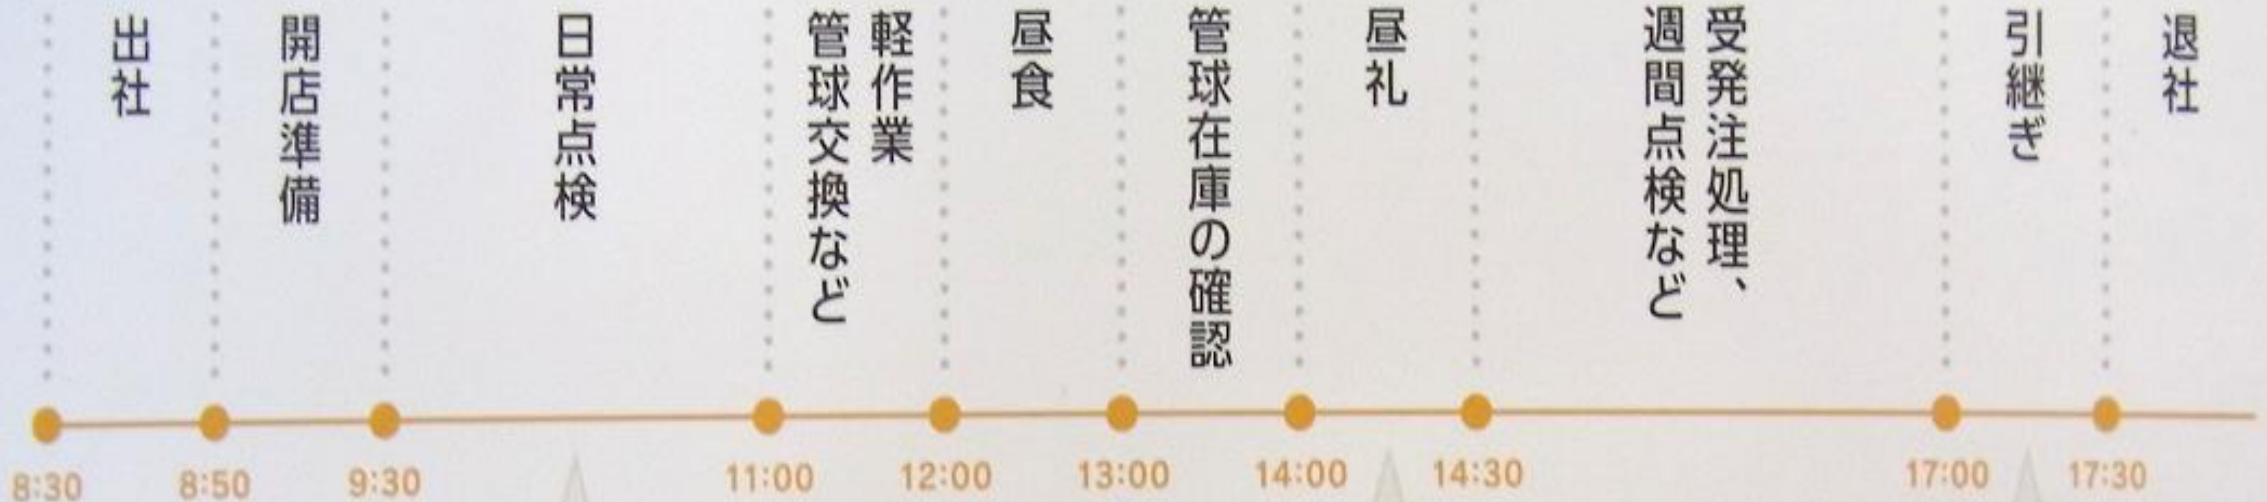 出社
開店準備
日常点検
軽作業
管球交換など
昼食
管球在庫の確認
昼礼
受発注処理、
週間点検など
引継ぎ
退社
8:30
8:50
9:30
11:00
12:00
13:00
14:00
14:30
17:00
17:30